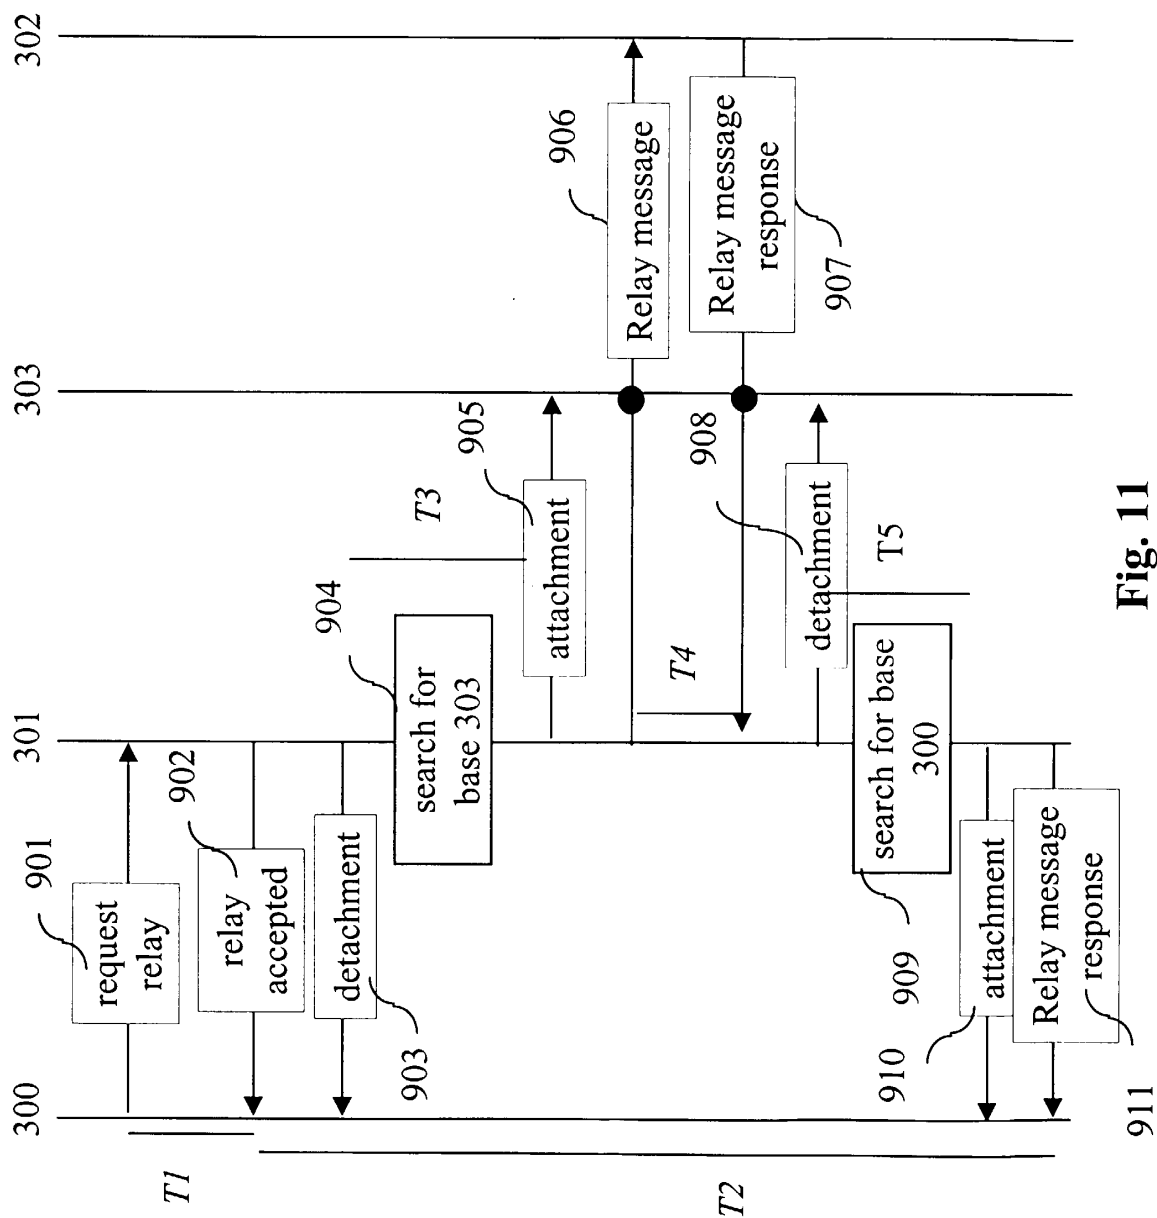 300
301
303
302
T1
901
request
relay
902
relay
accepted
903
detachment
904
search for
base 303
T3
905
attachment
906
Relay message
T4
Relay message
response
907
908
detachment
T5
search for base
300
909
T2
910
attachment
Relay message
response
911
Fig. 11